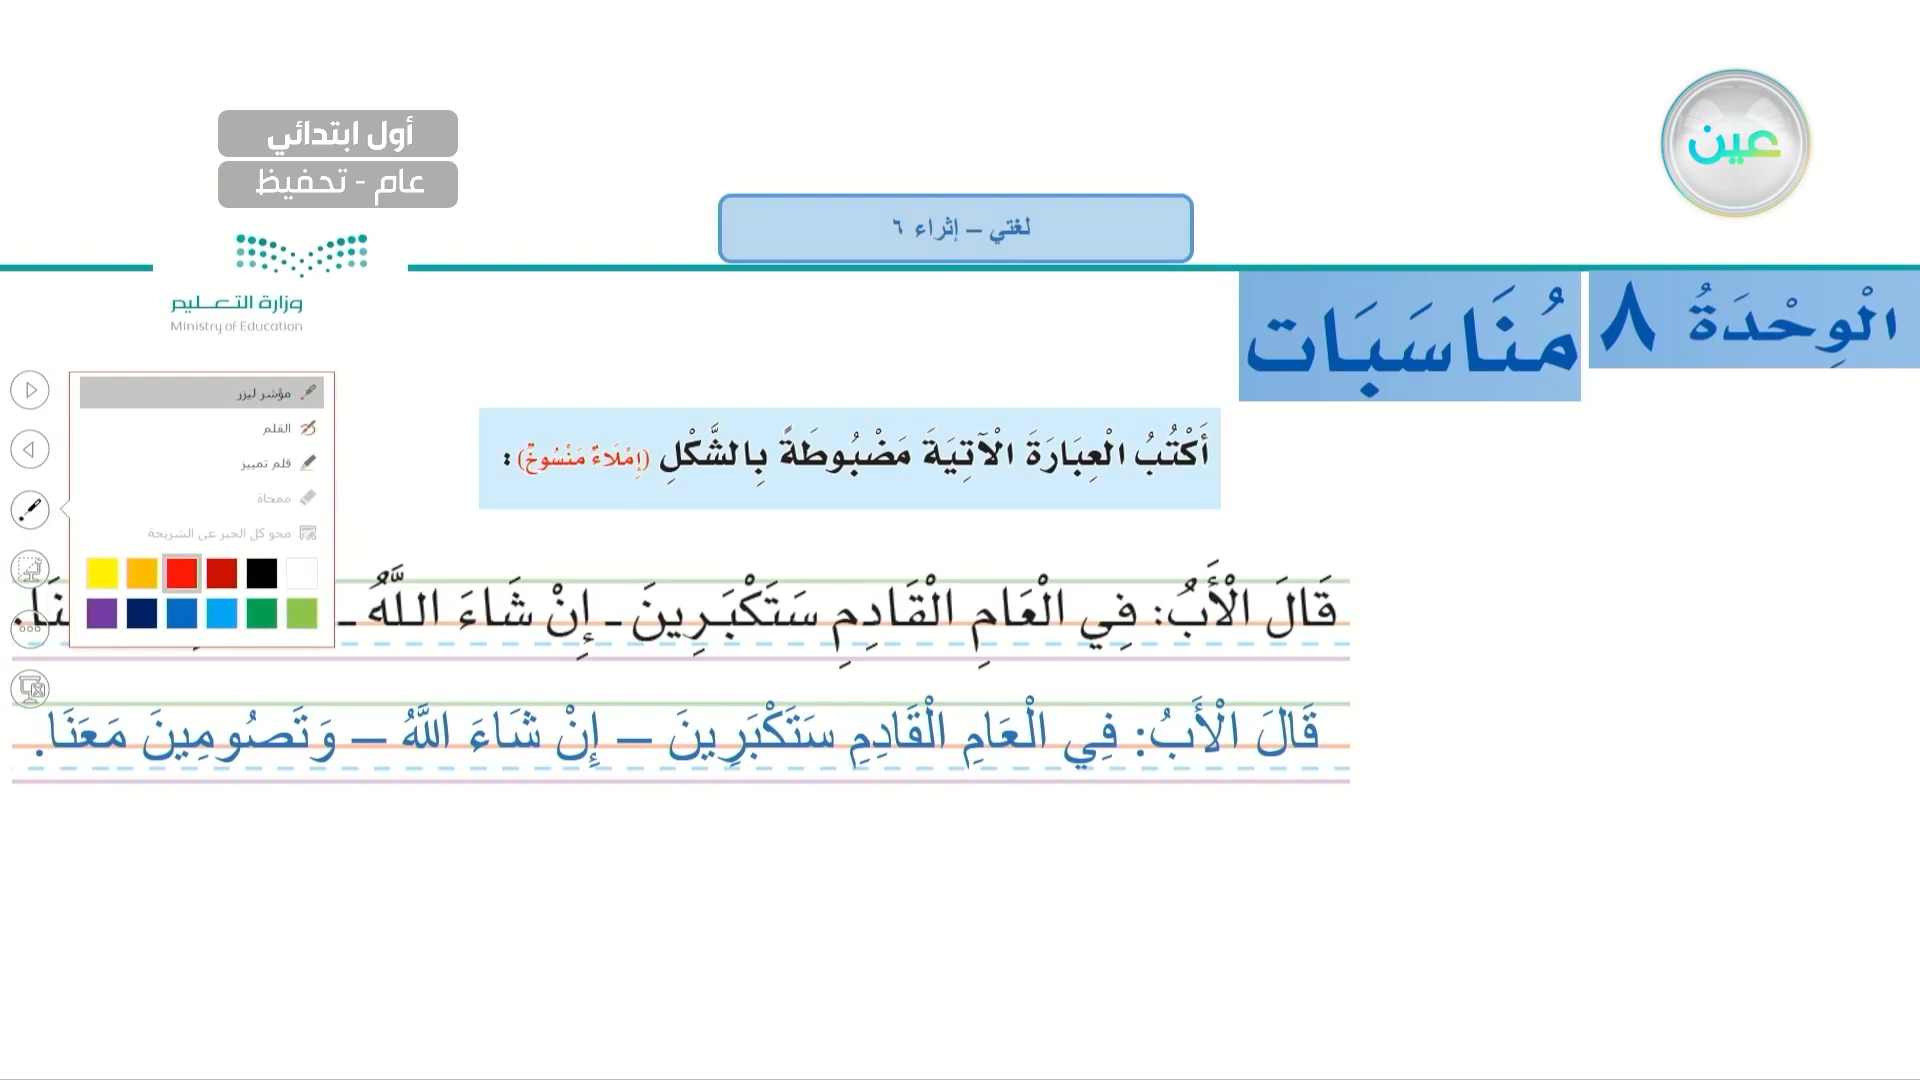 أول ابتدائي
عام - تحفيظ
عين
لغتي – إثراء ٦
وزارة التعليم
Ministry of Education
الْوِحْدَةُ ٨
مُنَاسَبَات
أَكْتُبُ الْعِبَارَةَ الْآتِيَةَ مَضْبُوطَةً بِالشَّكْلِ (إِمْلَاءٌ مَنْسُوخٌ) :
مؤشر ليزر
القلم
قلم تمييز
ممحاة
محو كل الحبر عن الشريحة
قَالَ الْأَبُ: فِي الْعَامِ الْقَادِمِ سَتَكْبَرِينَ - إِنْ شَاءَ اللَّهُ - نَا.
قَالَ الْأَبُ: فِي الْعَامِ الْقَادِمِ سَتَكْبَرِينَ – إِنْ شَاءَ اللَّهُ – وَتَصُومِينَ مَعَنَا.